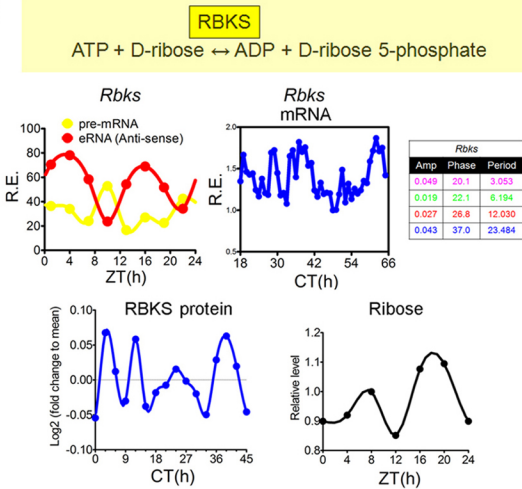 RBKS
ATP + D-ribose ↔ ADP + D-ribose 5-phosphate
Rbks
pre-mRNA
eRNA (Anti-sense)
R.E.
100
80
60
40
20
0
0 4 8 12 16 20 24
ZT(h)
Rbks
mRNA
R.E.
2.0
1.5
1.0
0.5
18 30 42 54 66
CT(h)
Rbks
Amp Phase Period
0.049 20.1 3.053
0.019 22.1 6.194
0.027 26.8 12.030
0.043 37.0 23.484
RBKS protein
Log2 (fold change to mean)
0.10
0.05
0.00
-0.05
-0.10
0 9 18 27 36 45
CT(h)
Ribose
Relative level
1.2
1.1
1.0
0.9
0.8
0 4 8 12 16 20 24
ZT(h)